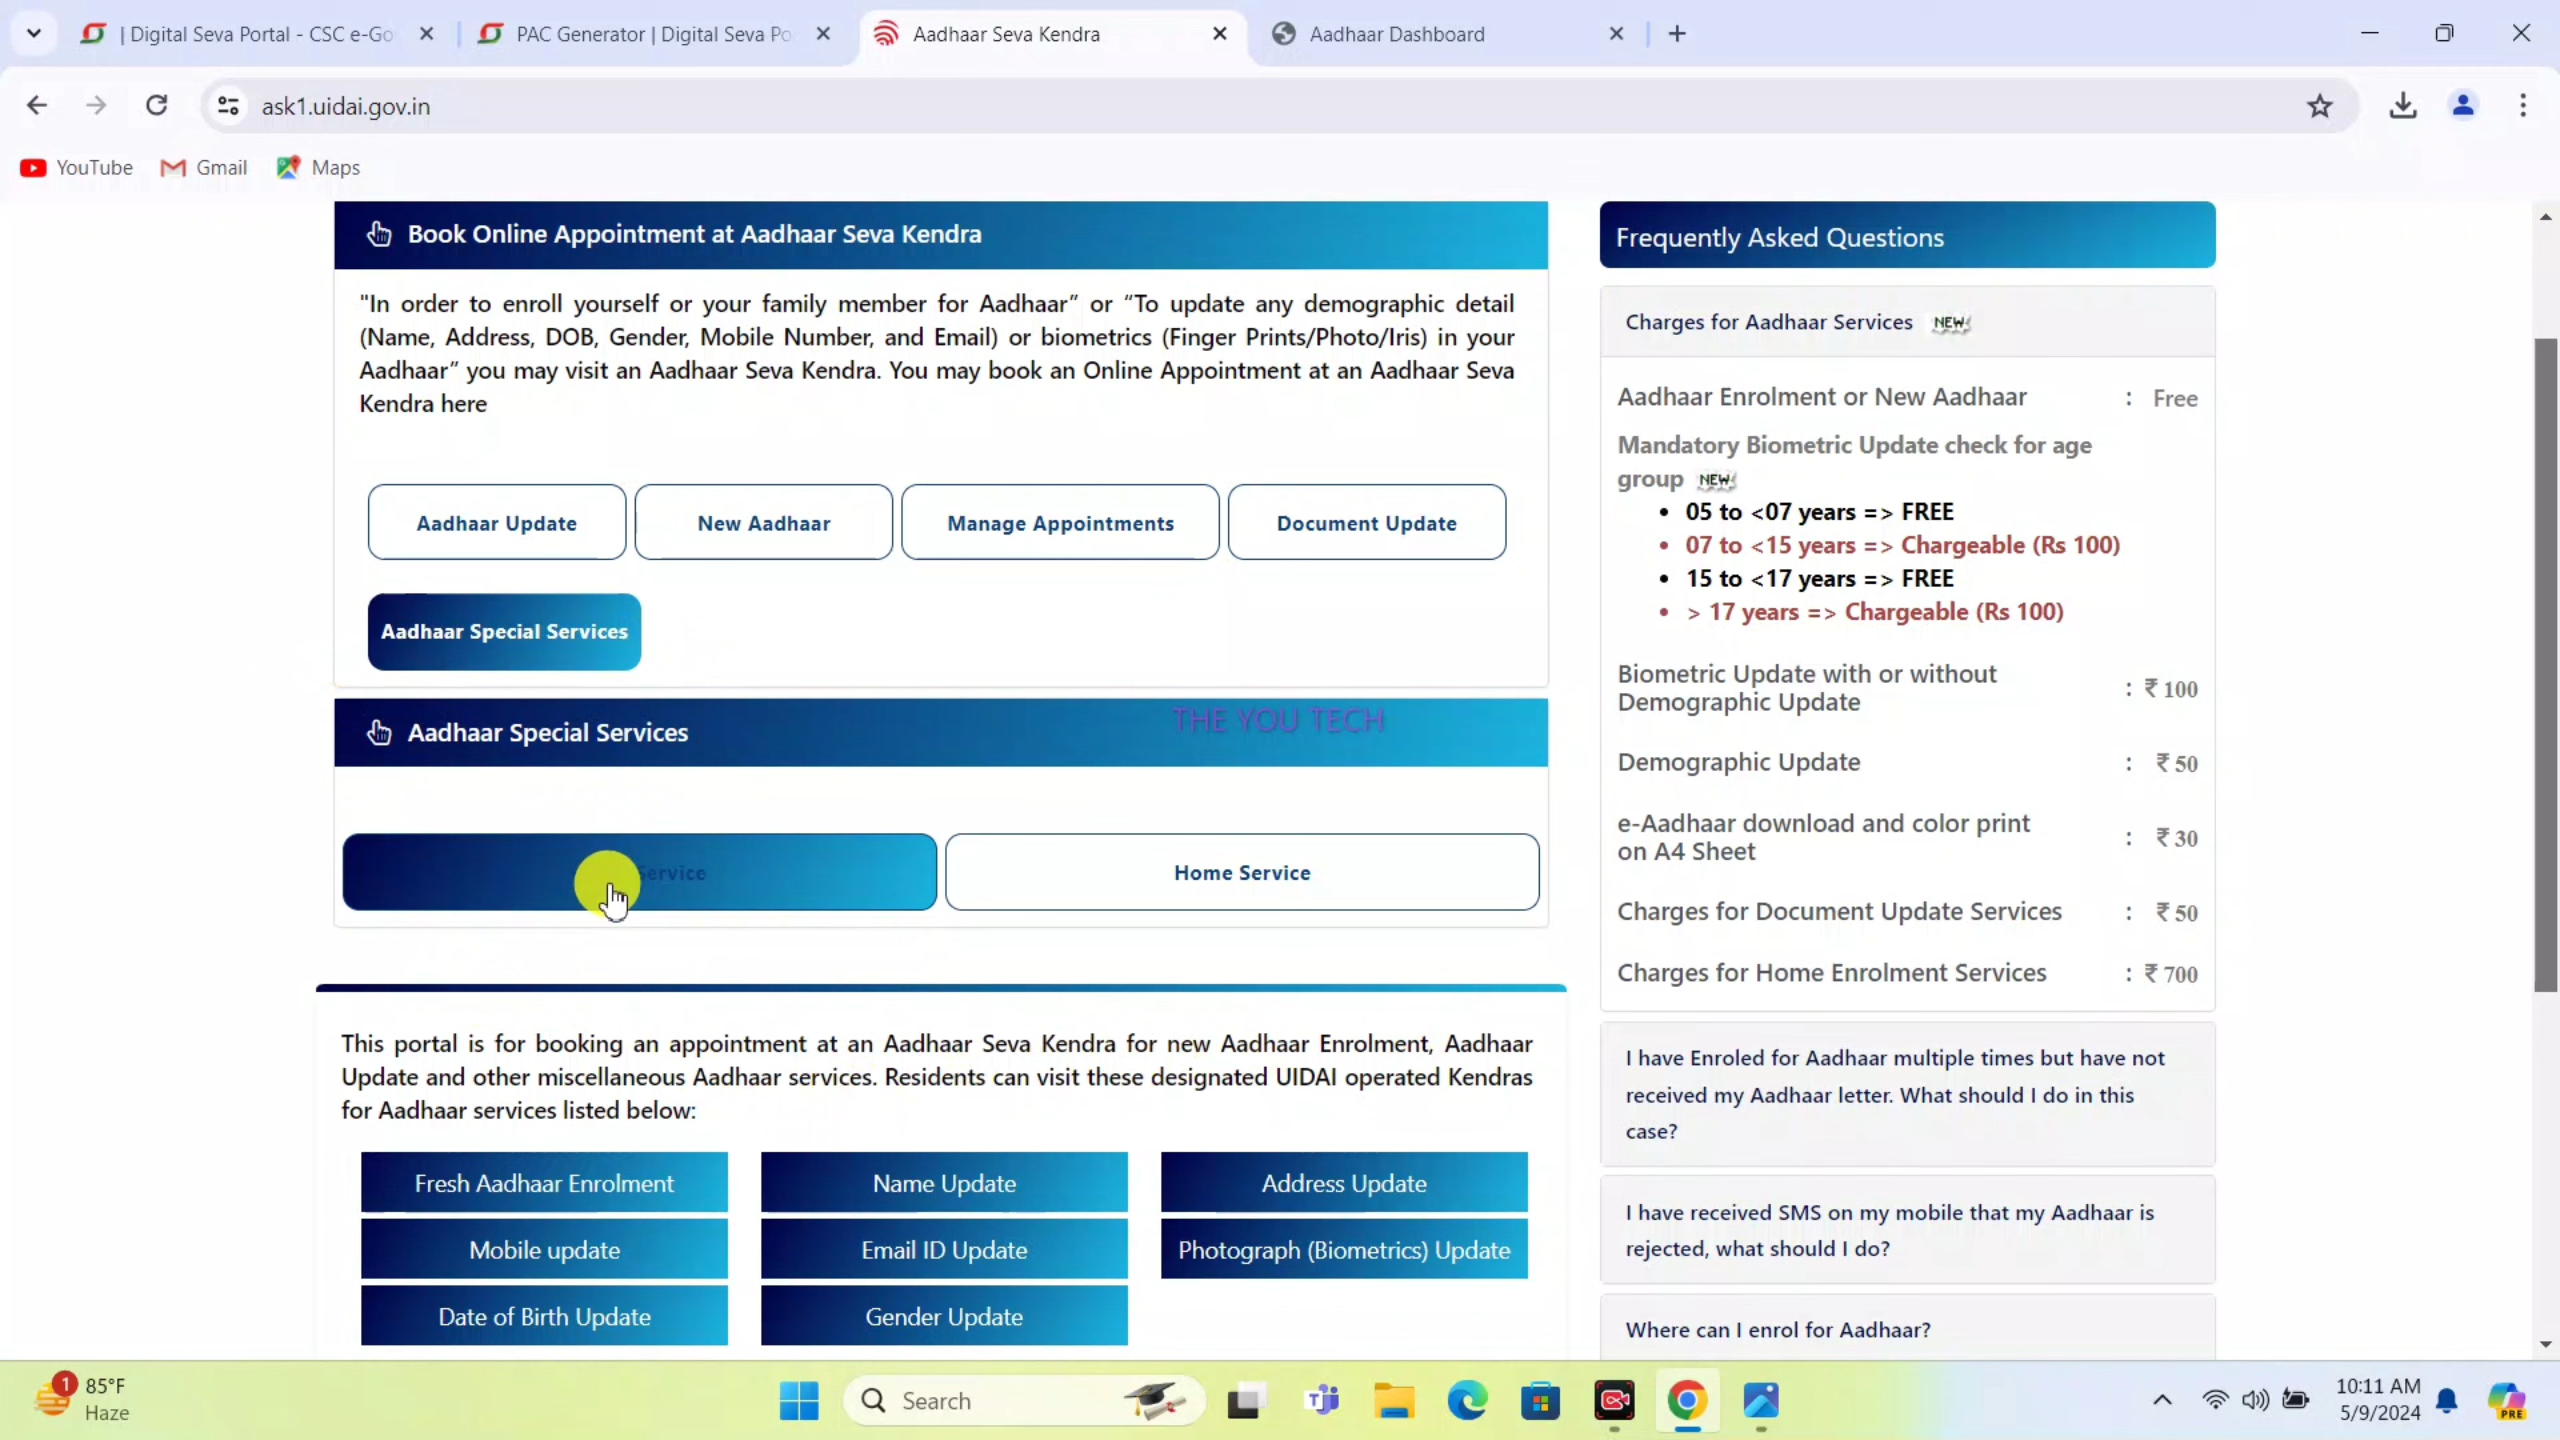 | Digital Seva Portal - CSC e-Go
PAC Generator | Digital Seva Po
Aadhaar Seva Kendra
Aadhaar Dashboard
ask1.uidai.gov.in
YouTube
Gmail
Maps
Book Online Appointment at Aadhaar Seva Kendra
"In order to enroll yourself or your family member for Aadhaar” or “To update any demographic detail
(Name, Address, DOB, Gender, Mobile Number, and Email) or biometrics (Finger Prints/Photo/Iris) in your
Aadhaar” you may visit an Aadhaar Seva Kendra. You may book an Online Appointment at an Aadhaar Seva
Kendra here
Aadhaar Update
New Aadhaar
Manage Appointments
Document Update
Aadhaar Special Services
Aadhaar Special Services
THE YOU TECH
Service
Home Service
This portal is for booking an appointment at an Aadhaar Seva Kendra for new Aadhaar Enrolment, Aadhaar
Update and other miscellaneous Aadhaar services. Residents can visit these designated UIDAI operated Kendras
for Aadhaar services listed below:
Fresh Aadhaar Enrolment
Name Update
Address Update
Mobile update
Email ID Update
Photograph (Biometrics) Update
Date of Birth Update
Gender Update
Frequently Asked Questions
Charges for Aadhaar Services NEW
Aadhaar Enrolment or New Aadhaar : Free
Mandatory Biometric Update check for age
group NEW
• 05 to <07 years => FREE
• 07 to <15 years => Chargeable (Rs 100)
• 15 to <17 years => FREE
• > 17 years => Chargeable (Rs 100)
Biometric Update with or without
Demographic Update : ₹ 100
Demographic Update : ₹ 50
e-Aadhaar download and color print
on A4 Sheet : ₹ 30
Charges for Document Update Services : ₹ 50
Charges for Home Enrolment Services : ₹ 700
I have Enroled for Aadhaar multiple times but have not
received my Aadhaar letter. What should I do in this
case?
I have received SMS on my mobile that my Aadhaar is
rejected, what should I do?
Where can I enrol for Aadhaar?
1
85°F
Haze
Search
10:11 AM
5/9/2024
PRE